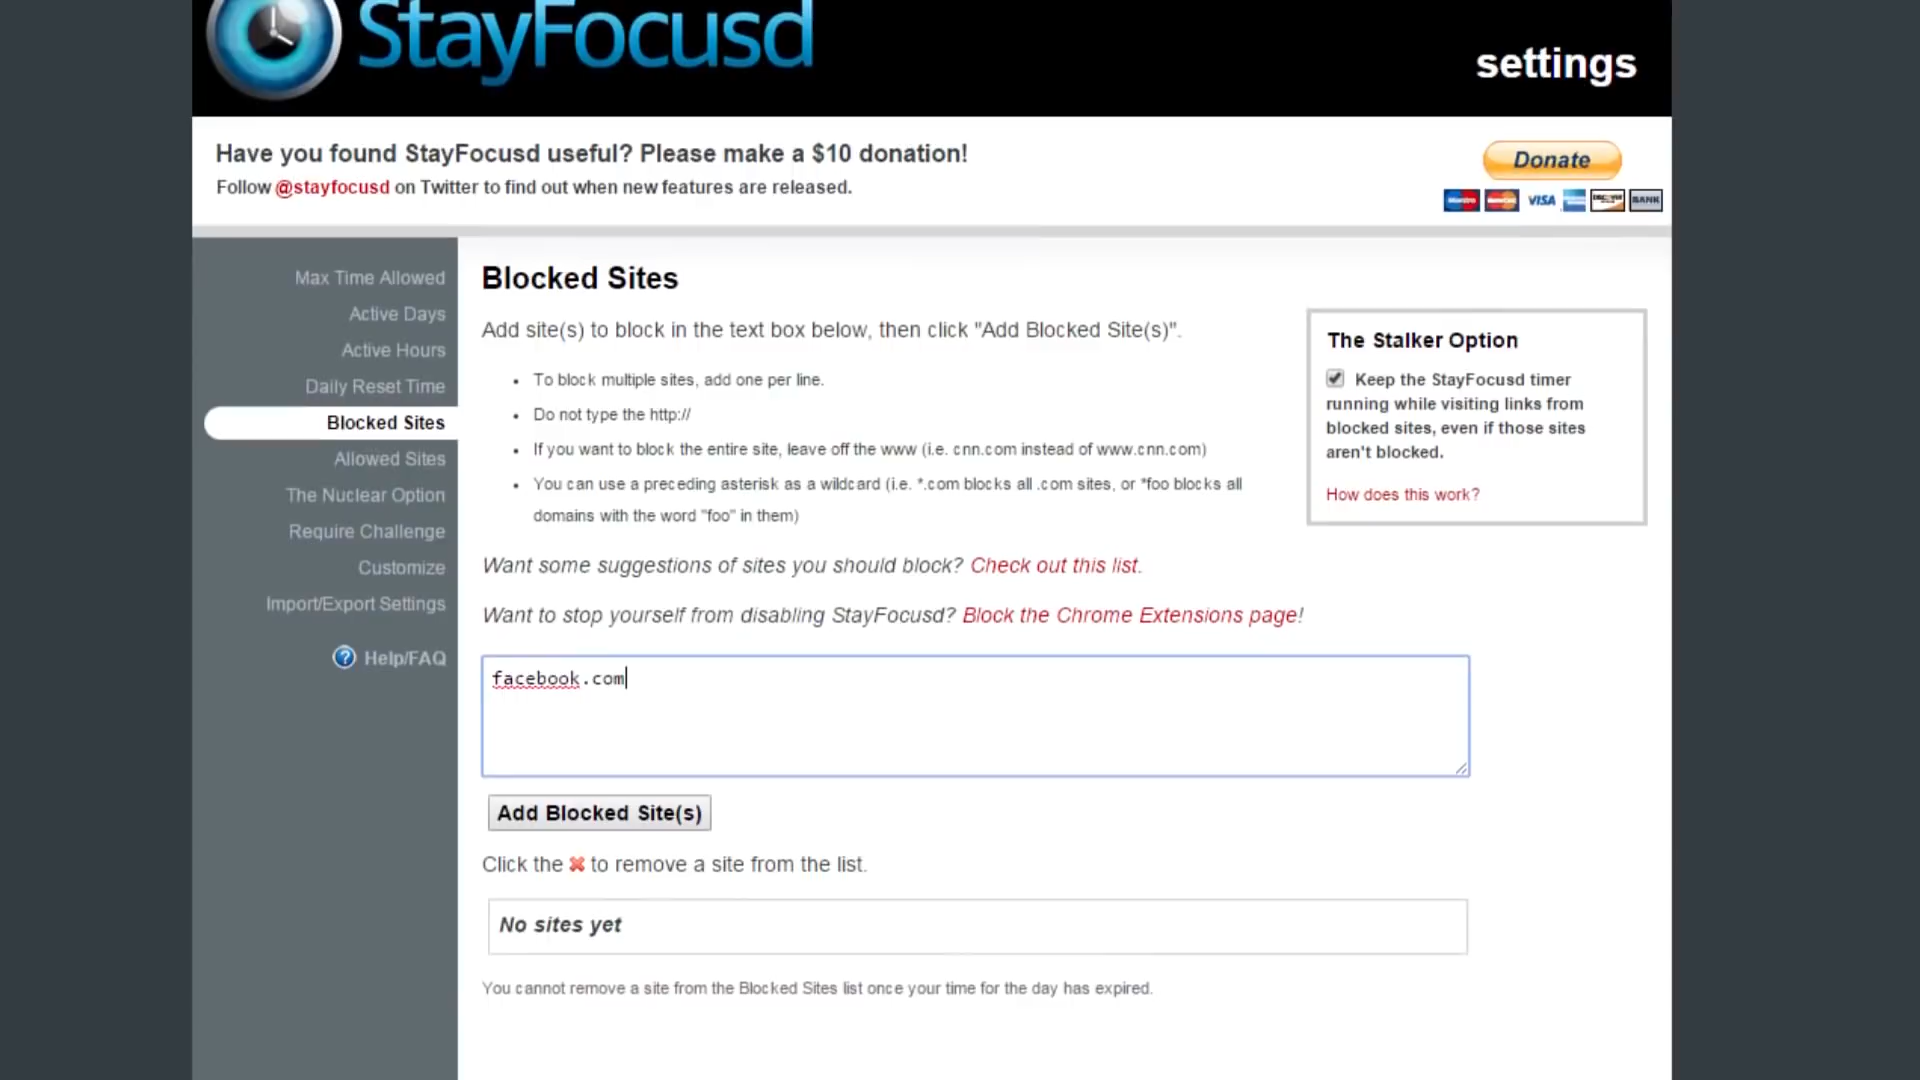 StayFocusd
settings
Have you found StayFocusd useful? Please make a $10 donation!
Follow @stayfocusd on Twitter to find out when new features are released.
Donate
VISA
BANK
Max Time Allowed
Active Days
Active Hours
Daily Reset Time
Blocked Sites
Allowed Sites
The Nuclear Option
Require Challenge
Customize
Import/Export Settings
? Help/FAQ
Blocked Sites
Add site(s) to block in the text box below, then click "Add Blocked Site(s)".
• To block multiple sites, add one per line.
• Do not type the http://
• If you want to block the entire site, leave off the www (i.e. cnn.com instead of www.cnn.com)
• You can use a preceding asterisk as a wildcard (i.e. *.com blocks all .com sites, or *foo blocks all
domains with the word "foo" in them)
Want some suggestions of sites you should block? Check out this list.
Want to stop yourself from disabling StayFocusd? Block the Chrome Extensions page!
facebook.com
Add Blocked Site(s)
Click the ✖ to remove a site from the list.
No sites yet
You cannot remove a site from the Blocked Sites list once your time for the day has expired.
The Stalker Option
Keep the StayFocusd timer
running while visiting links from
blocked sites, even if those sites
aren't blocked.
How does this work?